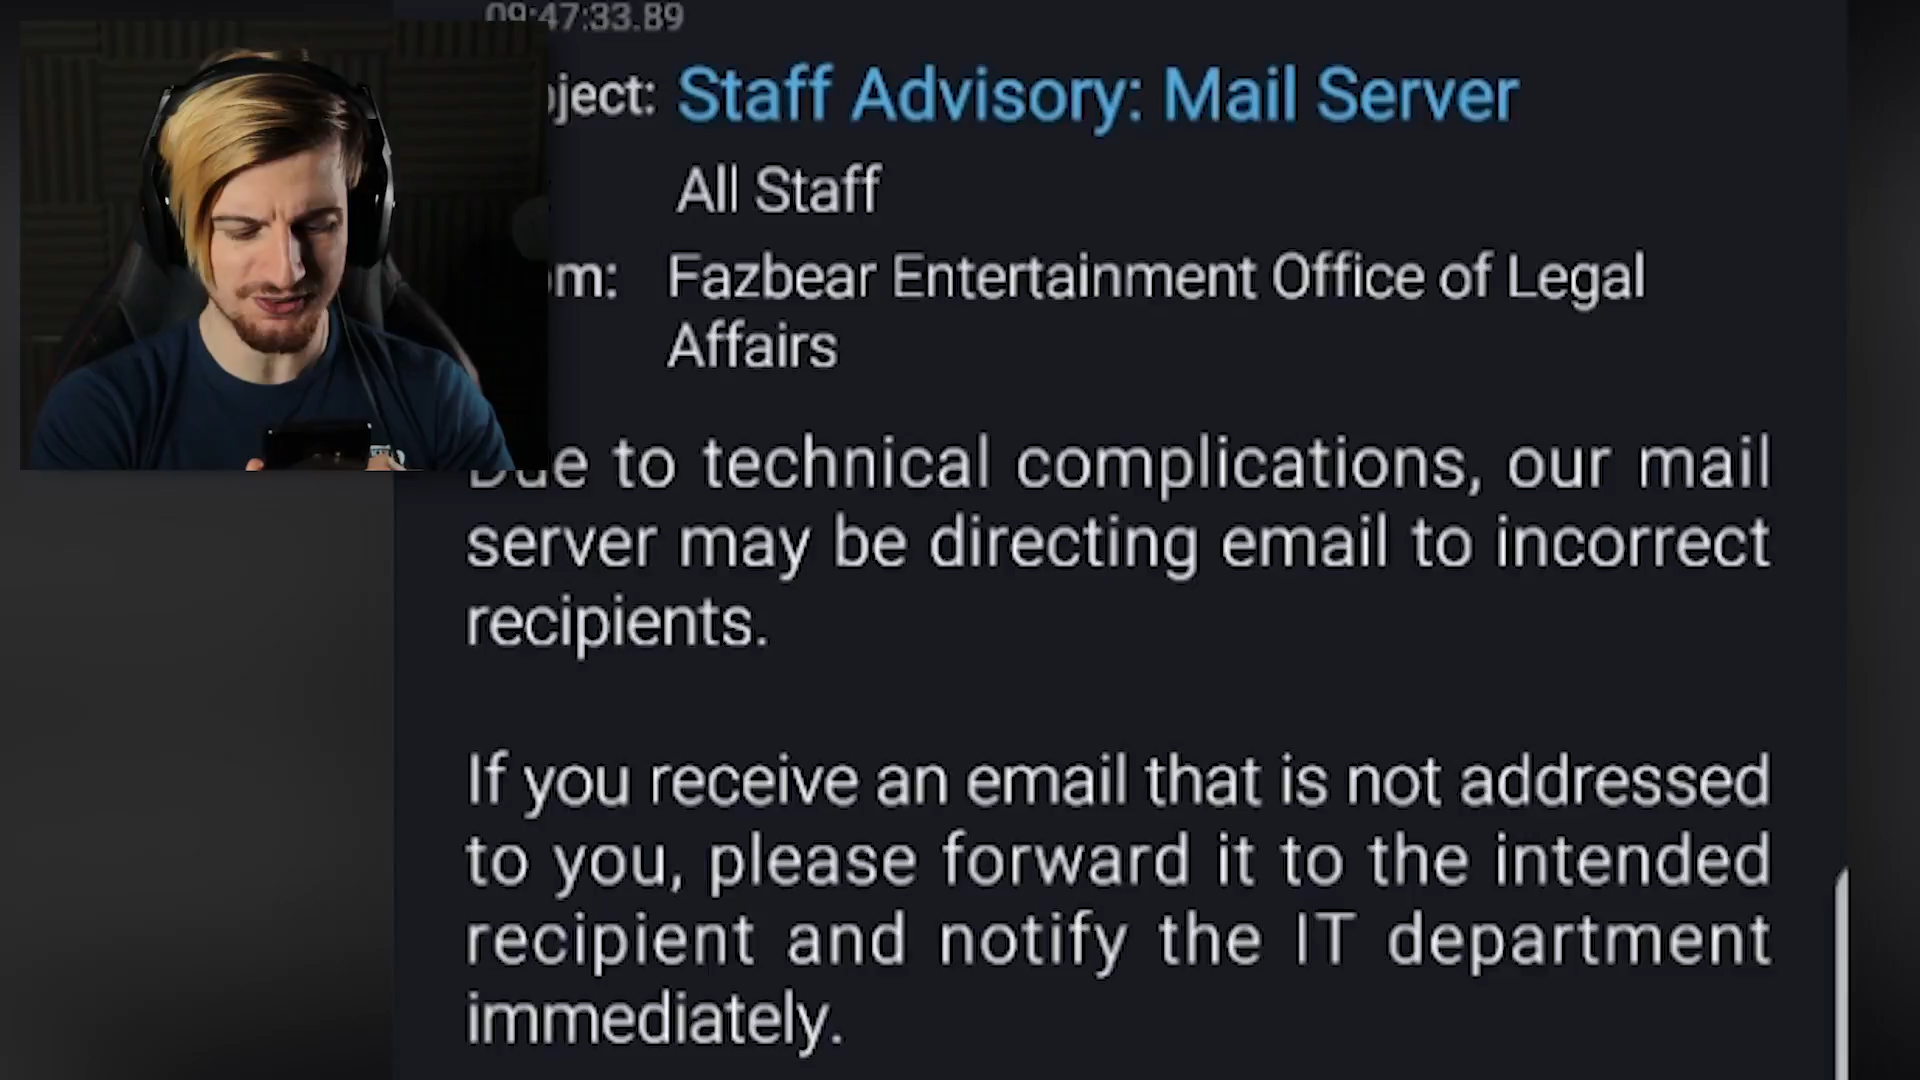 09:47:33.89
ject: Staff Advisory: Mail Server
All Staff
om: Fazbear Entertainment Office of Legal
Affairs
Due to technical complications, our mail
server may be directing email to incorrect
recipients.
If you receive an email that is not addressed
to you, please forward it to the intended
recipient and notify the IT department
immediately.